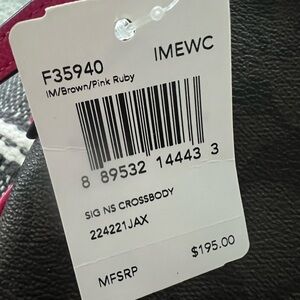 F35940 IMEWC
IM/Brown/Pink Ruby
8 89532 14443 3
SIG NS CROSSBODY
224221JAX
MFSRP $195.00